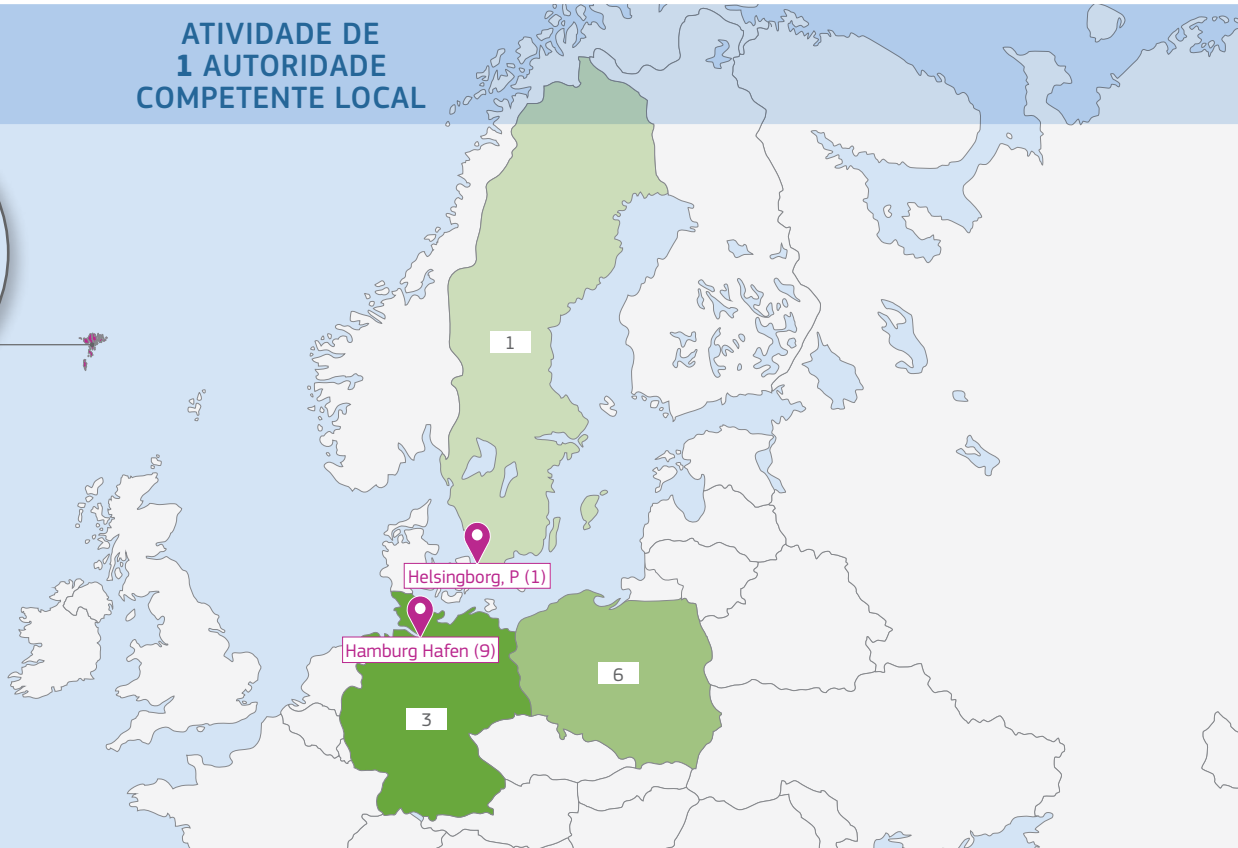 ATIVIDADE DE
1 AUTORIDADE
COMPETENTE LOCAL
1
Helsingborg, P (1)
Hamburg Hafen (9)
6
3